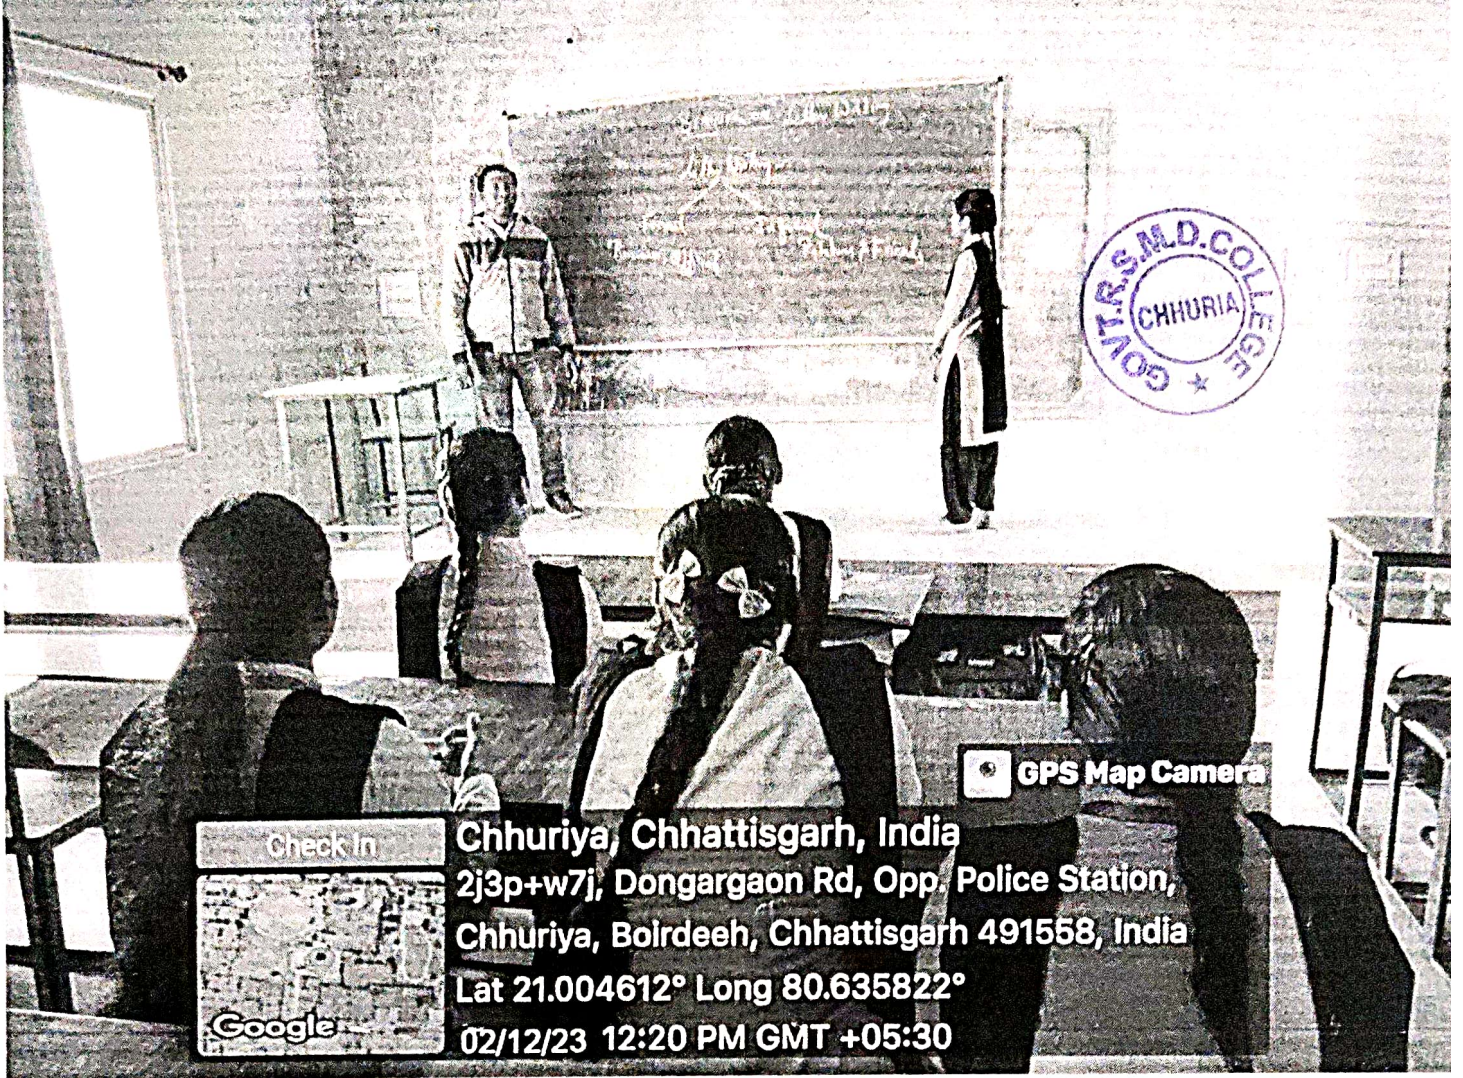 GOVT.R.S.M.D.COLLEGE
CHHURIA
GPS Map Camera
Check In
Chhuriya, Chhattisgarh, India
2j3p+w7j, Dongargaon Rd, Opp. Police Station,
Chhuriya, Boirdeeh, Chhattisgarh 491558, India
Lat 21.004612° Long 80.635822°
Google
02/12/23 12:20 PM GMT +05:30